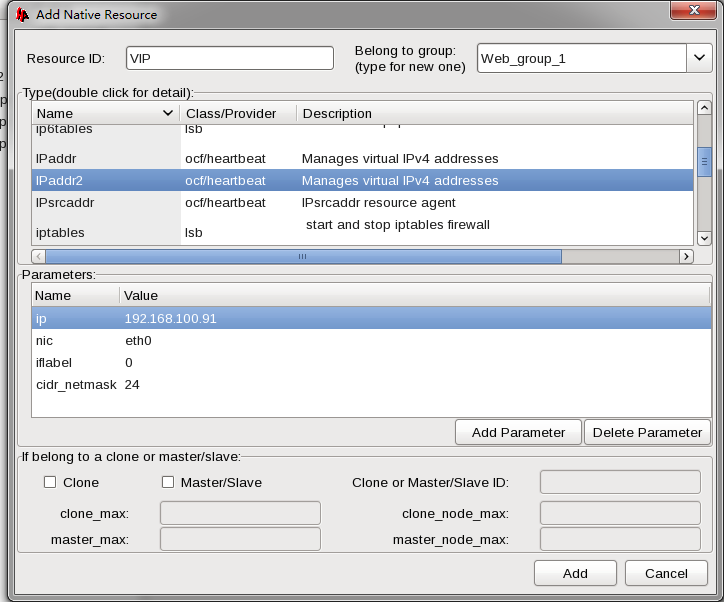 Add Native Resource
Resource ID: VIP
Belong to group:
(type for new one)
Web_group_1
Type(double click for detail):
Name Class/Provider Description
ip6tables lsb
IPaddr ocf/heartbeat Manages virtual IPv4 addresses
IPaddr2 ocf/heartbeat Manages virtual IPv4 addresses
IPsrcaddr ocf/heartbeat IPsrcaddr resource agent
iptables lsb start and stop iptables firewall
Parameters:
Name Value
ip 192.168.100.91
nic eth0
iflabel 0
cidr_netmask 24
Add Parameter Delete Parameter
If belong to a clone or master/slave:
Clone Master/Slave Clone or Master/Slave ID:
clone_max: clone_node_max:
master_max: master_node_max:
Add Cancel